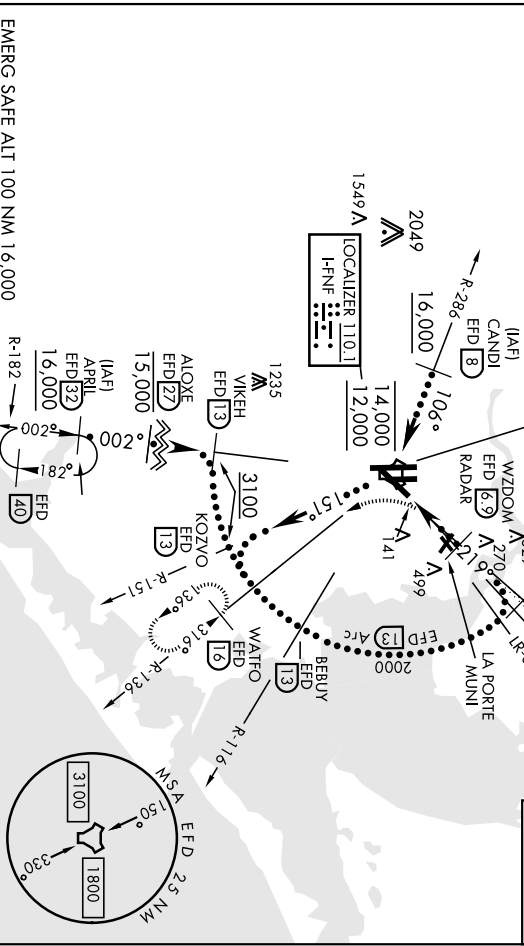 EMERG SAFE ALT 100 NM 16,000
2049
1549
LOCALIZER 110.1
I-FNF
(IAF)
CANDI
EFD 8
R-286
16,000
106°
14,000
12,000
WZDOM
EFD 6.9
RADAR
270
219°
141
499
LA PORTE
MUNI
1235
VIKEH
EFD 13
3100
151°
ALOXE
EFD 27
15,000
(IAF)
APRIL
EFD 32
16,000
002°
R-182
002°
182°
EFD
40
KOZVO
EFD
13
R-151
136°
316°
R-136
WATFO
EFD
16
BEBUY
EFD
13
R-116
EFD 13 Arc
2000
MSA EFD 25 NM
150°
3100
1800
330°